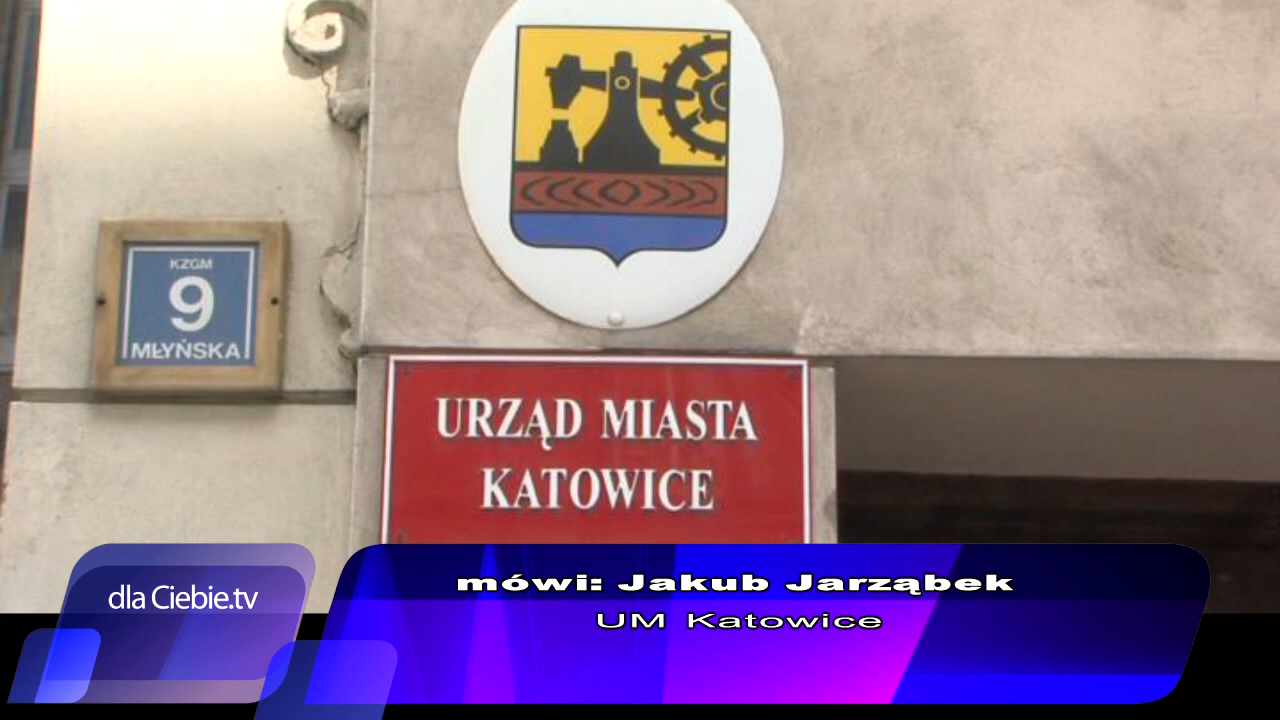 KZGM
9
MŁYŃSKA
URZĄD MIASTA
KATOWICE
dla Ciebie.tv
mówi: Jakub Jarząbek
UM Katowice